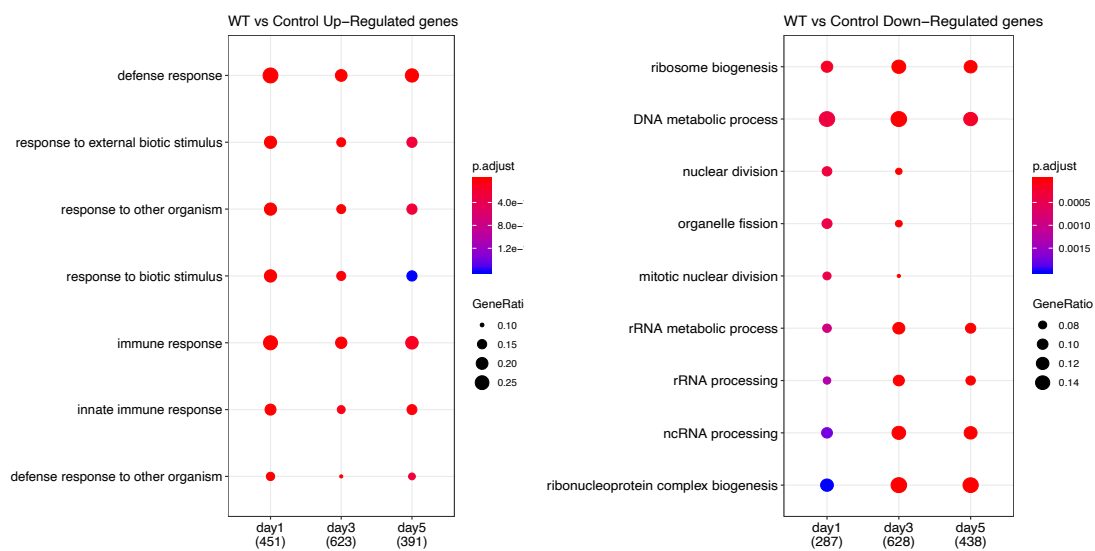 WT vs Control Up−Regulated genes
defense response
response to external biotic stimulus
response to other organism
response to biotic stimulus
immune response
innate immune response
defense response to other organism
day1
(451)
day3
(623)
day5
(391)
p.adjust
4.0e−
8.0e−
1.2e−
GeneRati
0.10
0.15
0.20
0.25
WT vs Control Down−Regulated genes
ribosome biogenesis
DNA metabolic process
nuclear division
organelle fission
mitotic nuclear division
rRNA metabolic process
rRNA processing
ncRNA processing
ribonucleoprotein complex biogenesis
day1
(287)
day3
(628)
day5
(438)
p.adjust
0.0005
0.0010
0.0015
GeneRatio
0.08
0.10
0.12
0.14